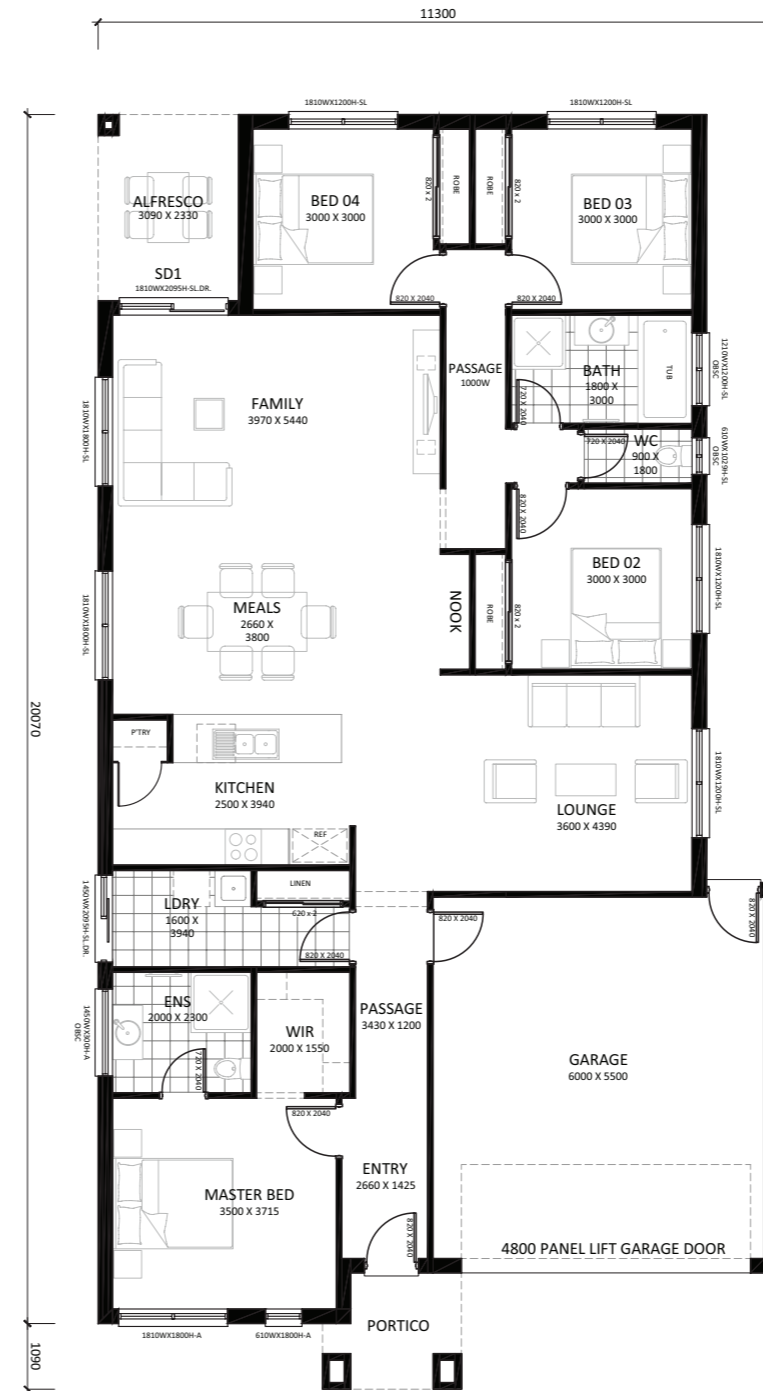 11300
1810WX1200H-SL
1810WX1200H-SL
ALFRESCO
3090 X 2330
SD1
1810WX2095H-SL.DR.
BED 04
3000 X 3000
820 x 2
ROBE
ROBE
820 x 2
BED 03
3000 X 3000
820 X 2040
820 X 2040
FAMILY
3970 X 5440
1810WX1800H-SL
PASSAGE
1000W
BATH
1800 X
3000
TUB
1210WX1200H-SL
OBSC
720 X 2040
WC
900 X
1800
720 X 2040
610WX1029H-SL
OBSC
820 X 2040
BED 02
3000 X 3000
1810WX1200H-SL
MEALS
2660 X
3800
1810WX1800H-SL
NOOK
ROBE
820 x 2
20070
P'TRY
KITCHEN
2500 X 3940
REF
LOUNGE
3600 X 4390
1810WX1200H-SL
LDRY
1600 X
3940
LINEN
620 x 2
820 X 2040
1450WX2095H-SL.DR.
820 X 2040
820 X 2040
ENS
2000 X 2300
1450WX300H-A
OBSC
720 X 2040
WIR
2000 X 1550
PASSAGE
3430 X 1200
GARAGE
6000 X 5500
820 X 2040
ENTRY
2660 X 1425
MASTER BED
3500 X 3715
820 X 2040
4800 PANEL LIFT GARAGE DOOR
PORTICO
1810WX1800H-A
610WX1800H-A
1090